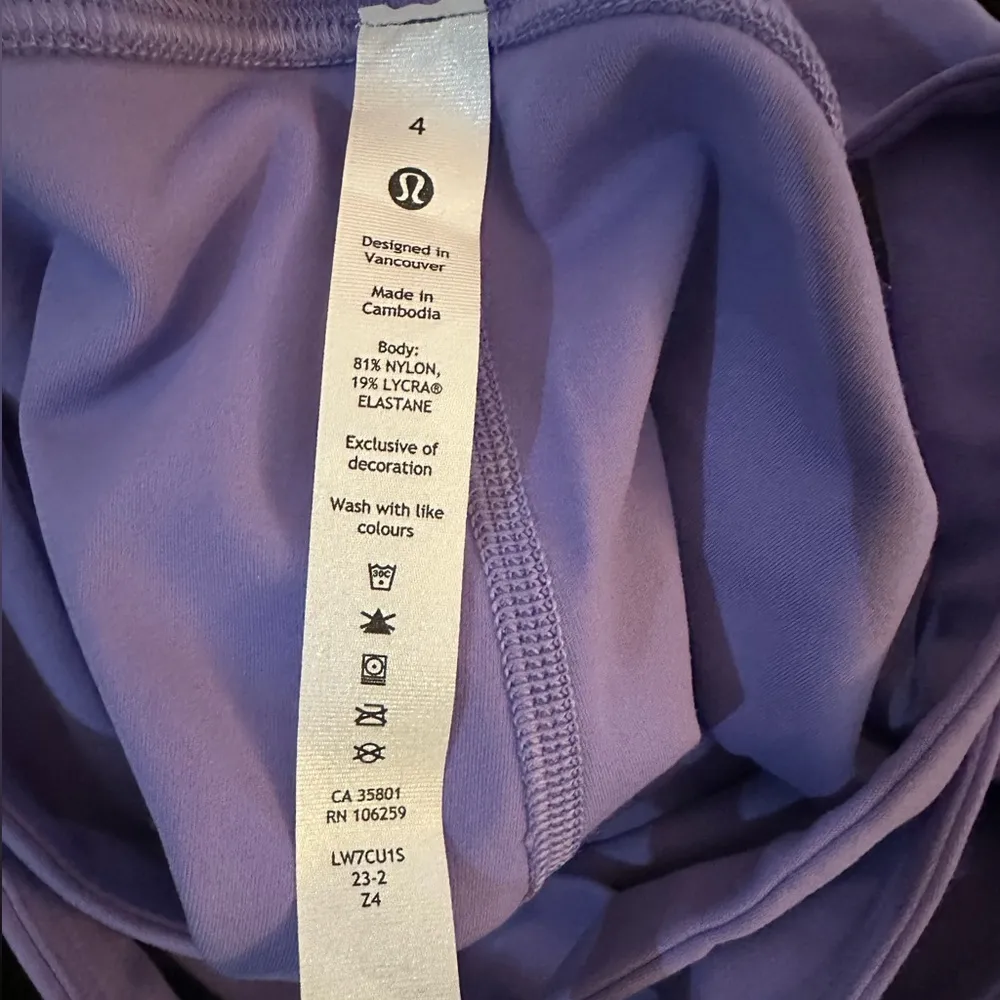 4
Designed in
Vancouver
Made in
Cambodia
Body:
81% NYLON,
19% LYCRA®
ELASTANE
Exclusive of
decoration
Wash with like
colours
30C
CA 35801
RN 106259
LW7CU1S
23-2
Z4